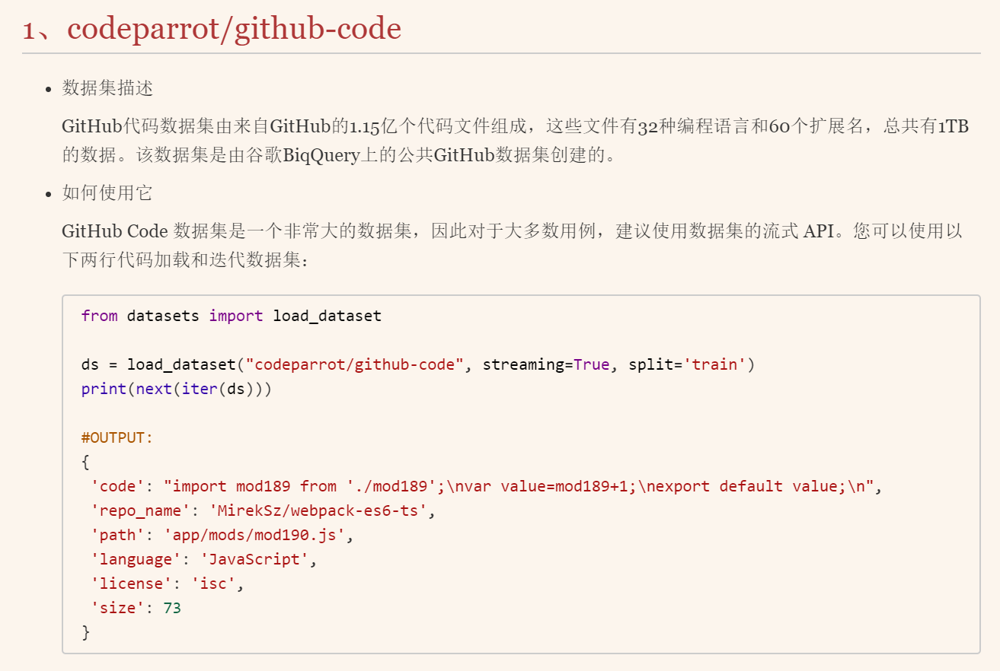 1、codeparrot/github-code
数据集描述
GitHub代码数据集由来自GitHub的1.15亿个代码文件组成，这些文件有32种编程语言和60个扩展名，总共有1TB
的数据。该数据集是由谷歌BiqQuery上的公共GitHub数据集创建的。
如何使用它
GitHub Code 数据集是一个非常大的数据集，因此对于大多数用例，建议使用数据集的流式 API。您可以使用以
下两行代码加载和迭代数据集：
from datasets import load_dataset
ds = load_dataset("codeparrot/github-code", streaming=True, split='train')
print(next(iter(ds)))
#OUTPUT:
{
 'code': "import mod189 from './mod189';\nvar value=mod189+1;\nexport default value;\n",
 'repo_name': 'MirekSz/webpack-es6-ts',
 'path': 'app/mods/mod190.js',
 'language': 'JavaScript',
 'license': 'isc',
 'size': 73
}